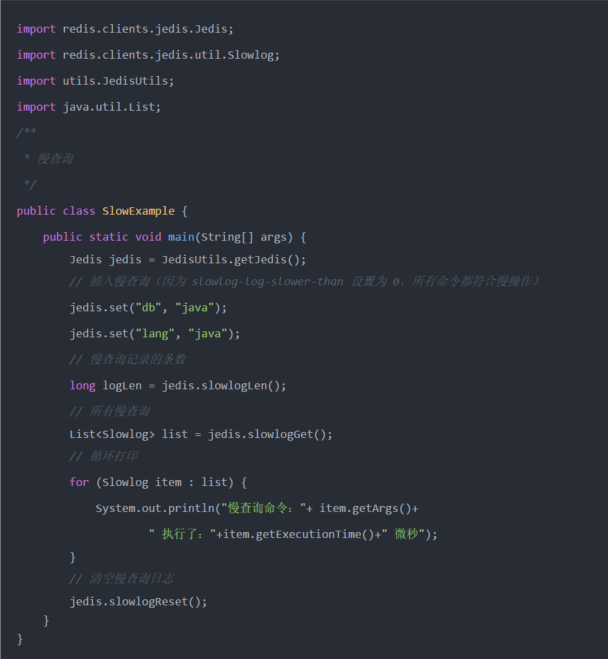 import redis.clients.jedis.Jedis;
import redis.clients.jedis.util.Slowlog;
import utils.JedisUtils;
import java.util.List;
/**
 * 慢查询
 */
public class SlowExample {
    public static void main(String[] args) {
        Jedis jedis = JedisUtils.getJedis();
        // 插入慢查询（因为 slowlog-log-slower-than 设置为 0，所有命令都符合慢操作）
        jedis.set("db", "java");
        jedis.set("lang", "java");
        // 慢查询记录的条数
        long logLen = jedis.slowlogLen();
        // 所有慢查询
        List<Slowlog> list = jedis.slowlogGet();
        // 循环打印
        for (Slowlog item : list) {
            System.out.println("慢查询命令："+ item.getArgs()+
                    " 执行了："+item.getExecutionTime()+" 微秒");
        }
        // 清空慢查询日志
        jedis.slowlogReset();
    }
}